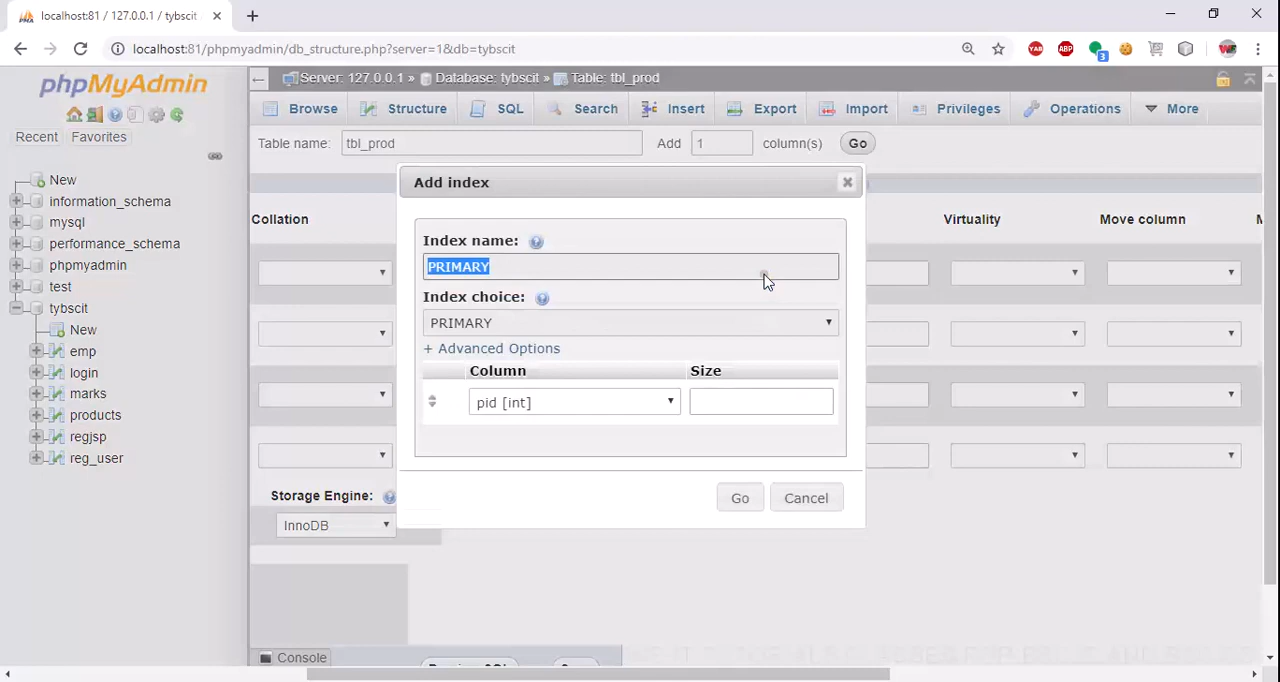 localhost:81 / 127.0.0.1 / tybscit
localhost:81/phpmyadmin/db_structure.php?server=1&db=tybscit
YAB
ABP
3
phpMyAdmin
Recent
Favorites
New
information_schema
mysql
performance_schema
phpmyadmin
test
tybscit
New
emp
login
marks
products
regjsp
reg_user
Server: 127.0.0.1 » Database: tybscit » Table: tbl_prod
Browse
Structure
SQL
Search
Insert
Export
Import
Privileges
Operations
More
Table name:
tbl_prod
Add
1
column(s)
Go
Collation
Virtuality
Move column
Add index
Index name:
PRIMARY
Index choice:
PRIMARY
+ Advanced Options
Column
Size
pid [int]
Go
Cancel
Storage Engine:
InnoDB
Console